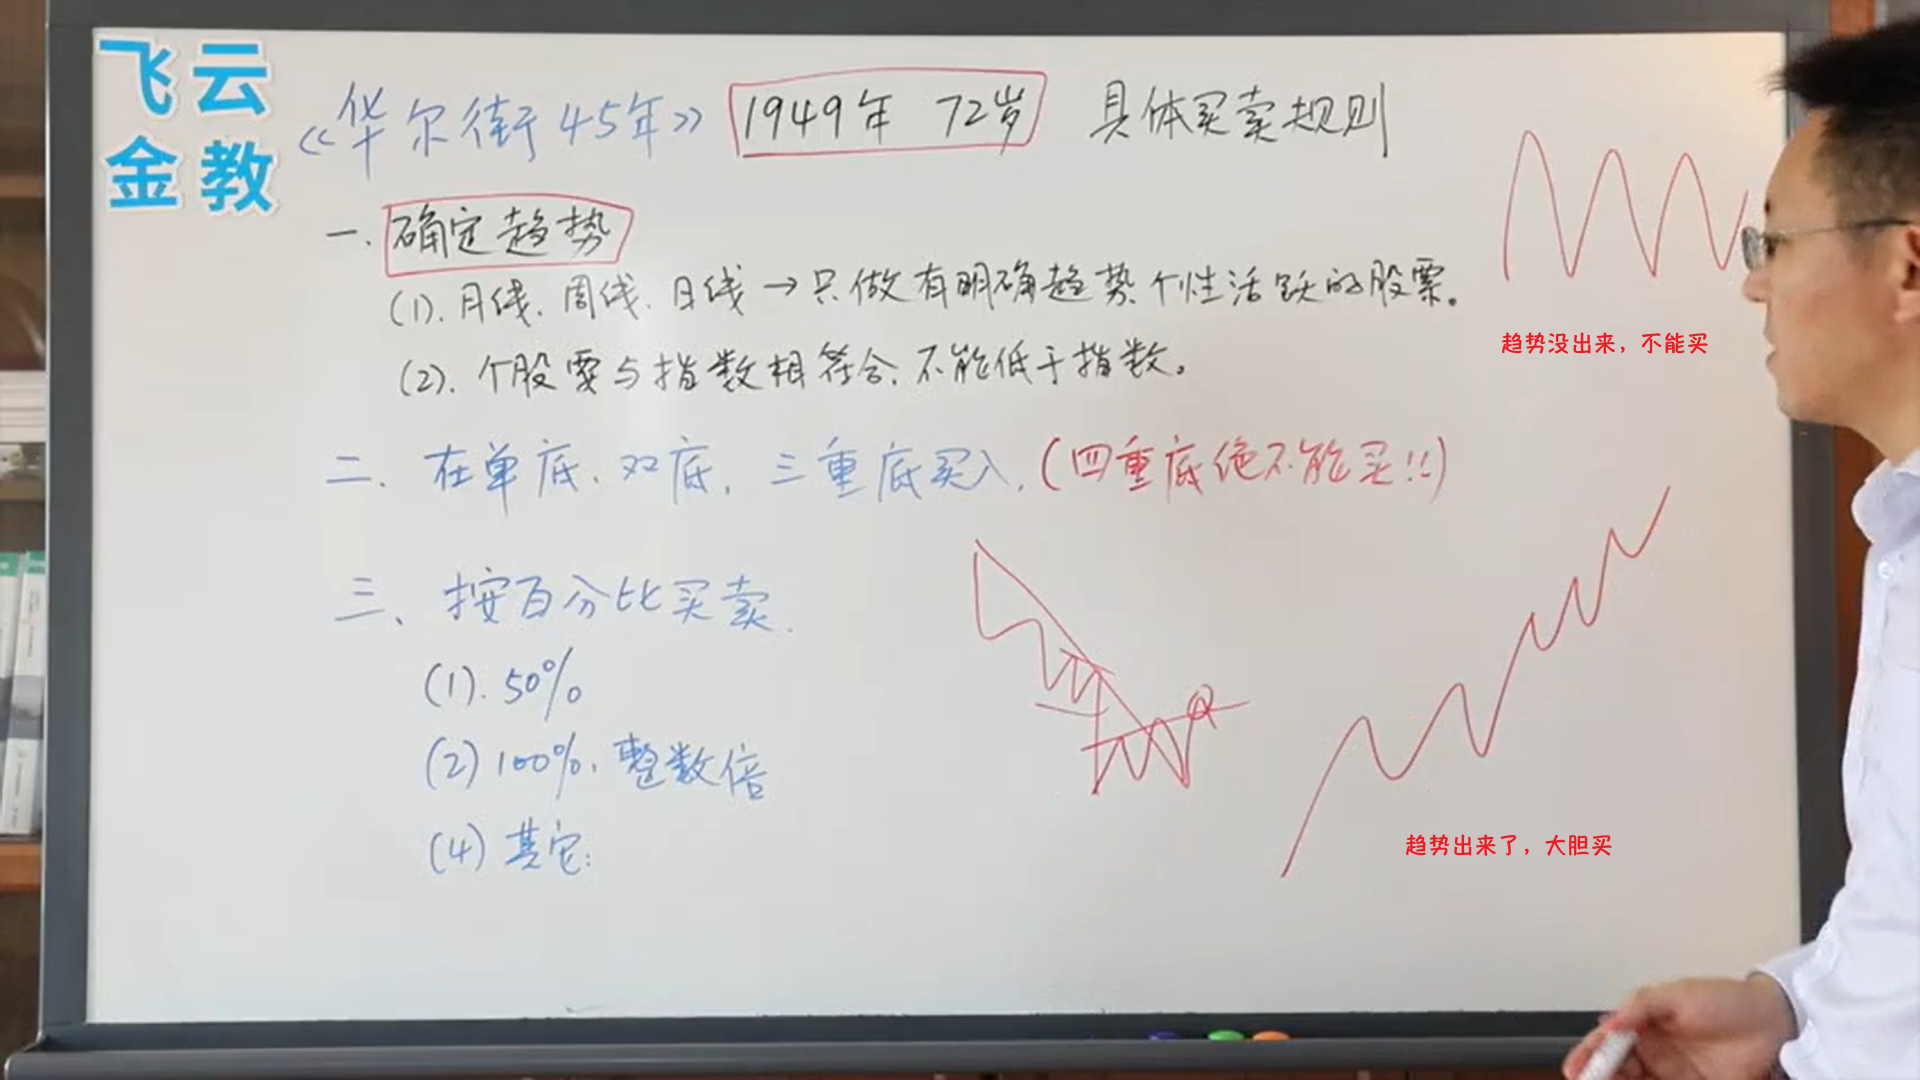 飞云
金教
《华尔街45年》 1949年 72岁 具体买卖规则
一、确定趋势
(1).月线、周线、日线→只做有明确趋势、个性活跃的股票。
(2).个股要与指数相符合、不能低于指数。
趋势没出来，不能买
二、在单底、双底、三重底买入，(四重底绝不能买!!)
三、按百分比买卖.
(1).50%
(2)100%,整数倍
(4)其它:
趋势出来了，大胆买